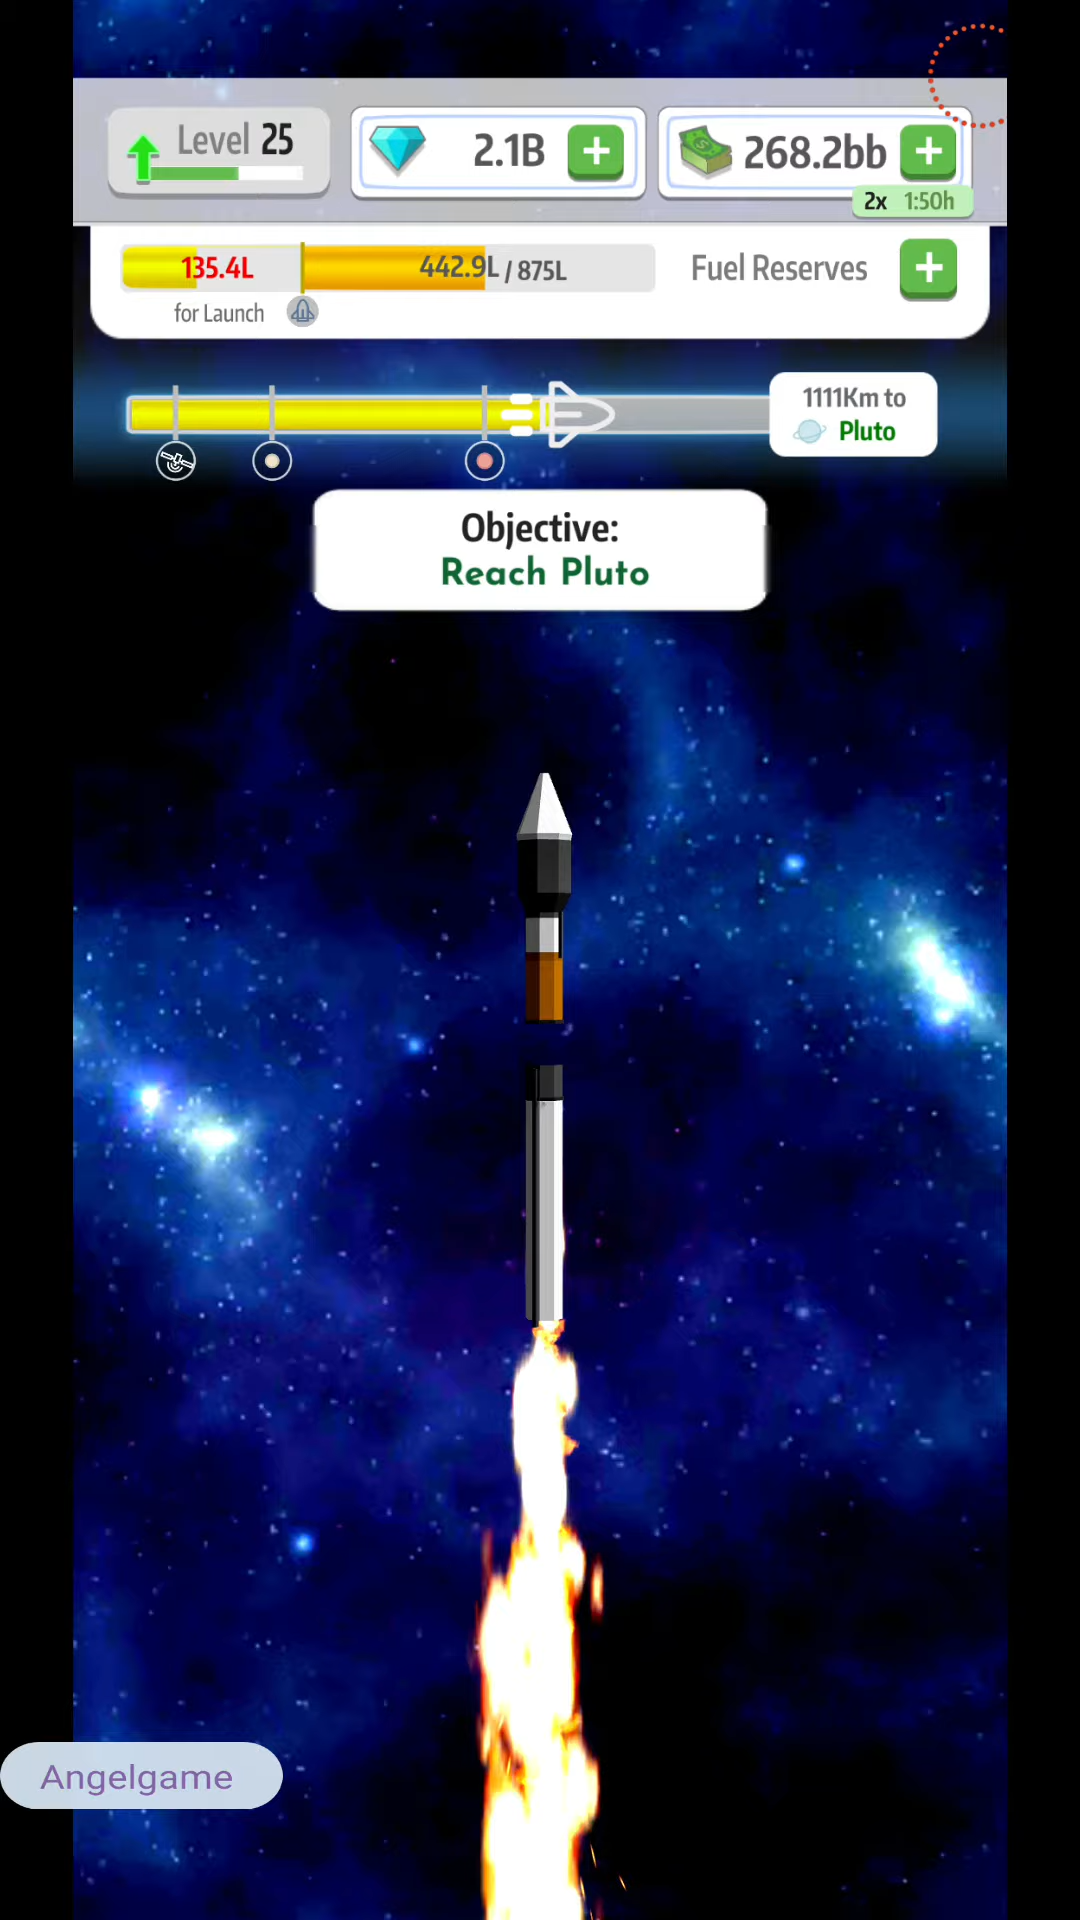 Level 25
2.1B
268.2bb
2x 1:50h
135.4L
442.9L / 875L
Fuel Reserves
for Launch
1111Km to
Pluto
Objective:
Reach Pluto
Angelgame